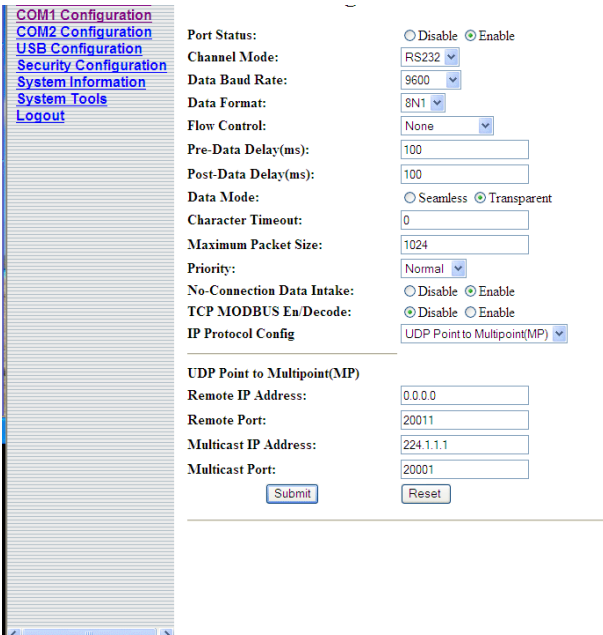 COM1 Configuration
COM2 Configuration
USB Configuration
Security Configuration
System Information
System Tools
Logout
Port Status: Disable Enable
Channel Mode: RS232
Data Baud Rate: 9600
Data Format: 8N1
Flow Control: None
Pre-Data Delay(ms): 100
Post-Data Delay(ms): 100
Data Mode: Seamless Transparent
Character Timeout: 0
Maximum Packet Size: 1024
Priority: Normal
No-Connection Data Intake: Disable Enable
TCP MODBUS En/Decode: Disable Enable
IP Protocol Config UDP Point to Multipoint(MP)
UDP Point to Multipoint(MP)
Remote IP Address: 0.0.0.0
Remote Port: 20011
Multicast IP Address: 224.1.1.1
Multicast Port: 20001
Submit Reset